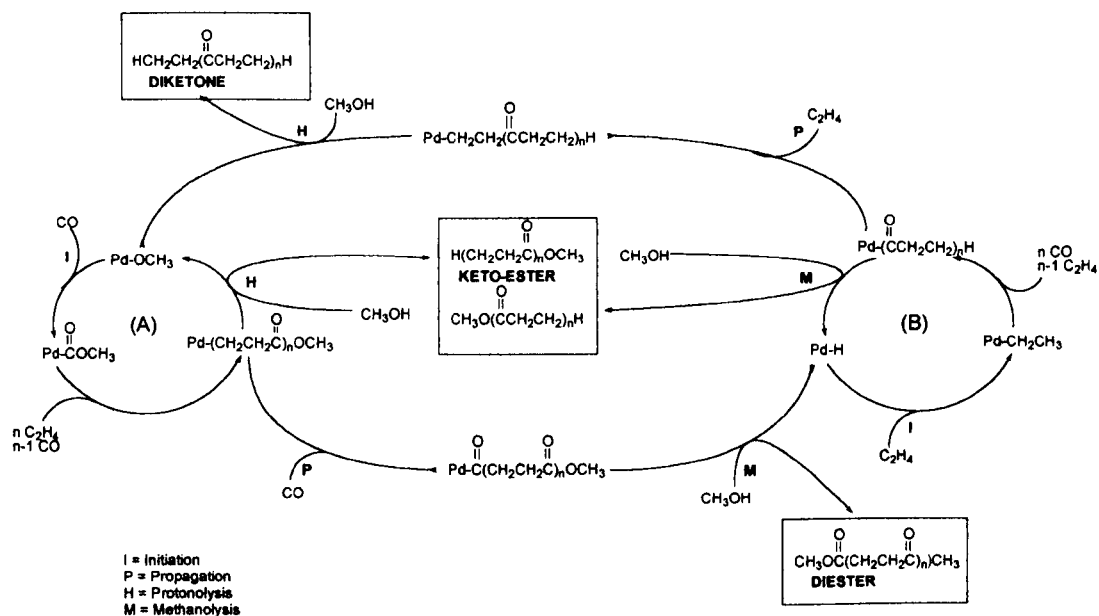 O
HCH₂CH₂(CCH₂CH₂)ₙH
DIKETONE
CH₃OH
H
O
Pd-CH₂CH₂(CCH₂CH₂)ₙH
C₂H₄
P
CO
I
Pd-OCH₃
O
H(CH₂CH₂C)ₙOCH₃
KETO-ESTER
O
CH₃O(CCH₂CH₂)ₙH
CH₃OH
M
O
Pd-(CCH₂CH₂)ₙH
n CO
n-1 C₂H₄
H
(A)
CH₃OH
(B)
O
Pd-COCH₃
O
Pd-(CH₂CH₂C)ₙOCH₃
Pd-H
Pd-CH₂CH₃
n C₂H₄
n-1 CO
I
C₂H₄
P
CO
O O
Pd-C(CH₂CH₂C)ₙOCH₃
M
CH₃OH
O O
CH₃OC(CH₂CH₂C)ₙ)CH₃
DIESTER
I = Initiation
P = Propagation
H = Protonolysis
M = Methanolysis